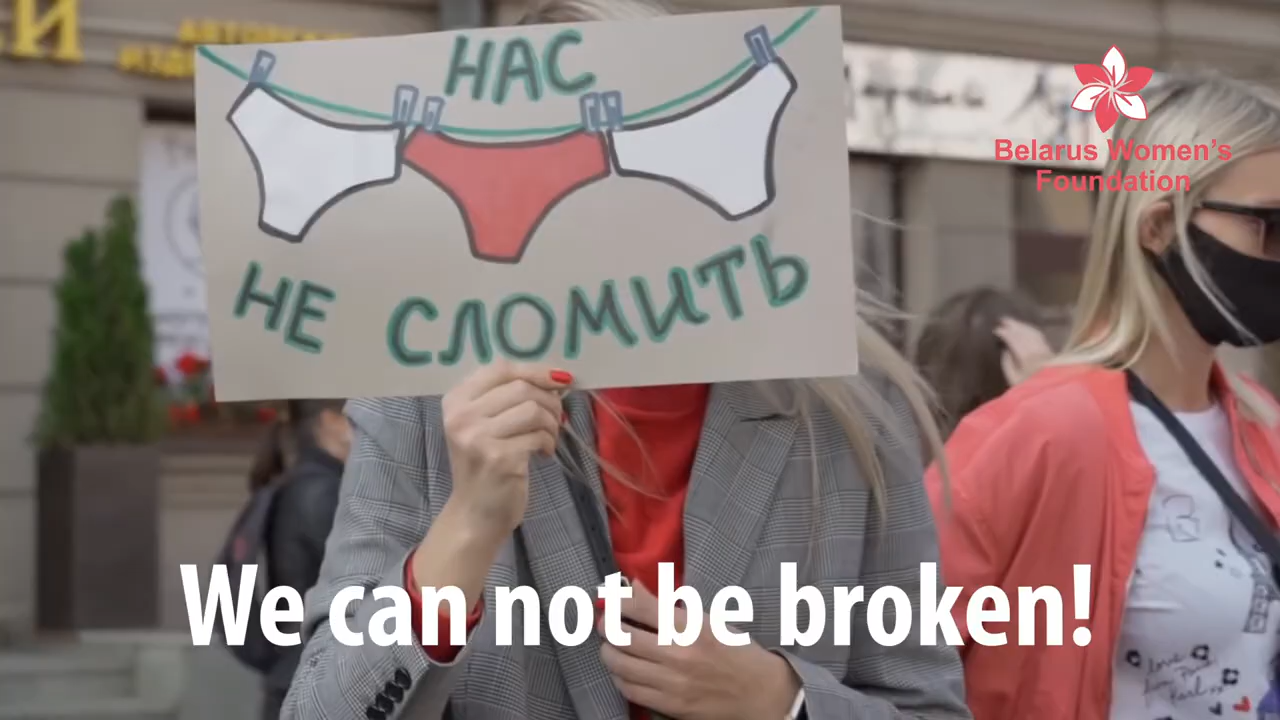 НАС
НЕ СЛОМИТЬ
Belarus Women's
Foundation
We can not be broken!